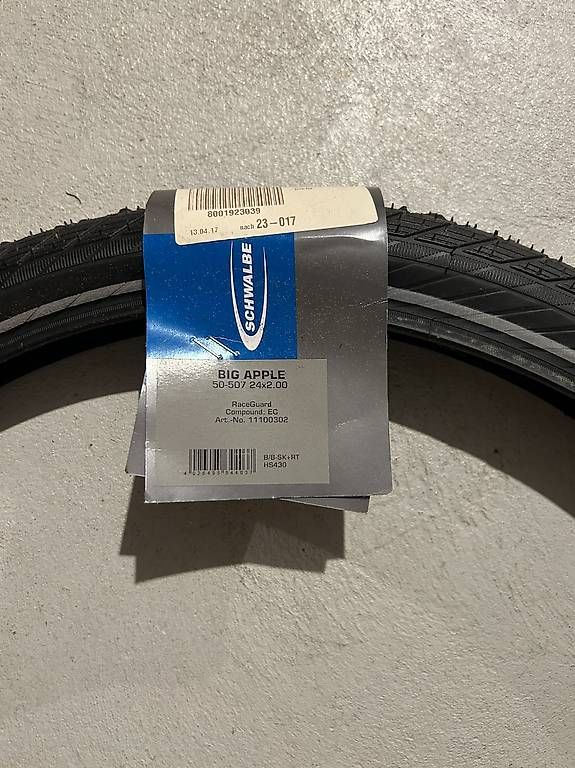 8001923039
13.04.17 nach 23-017
SCHWALBE
BIG APPLE
50-507 24x2.00
RaceGuard
Compound: EC
Art.-No. 11100302
B/B-SK+RT
HS430